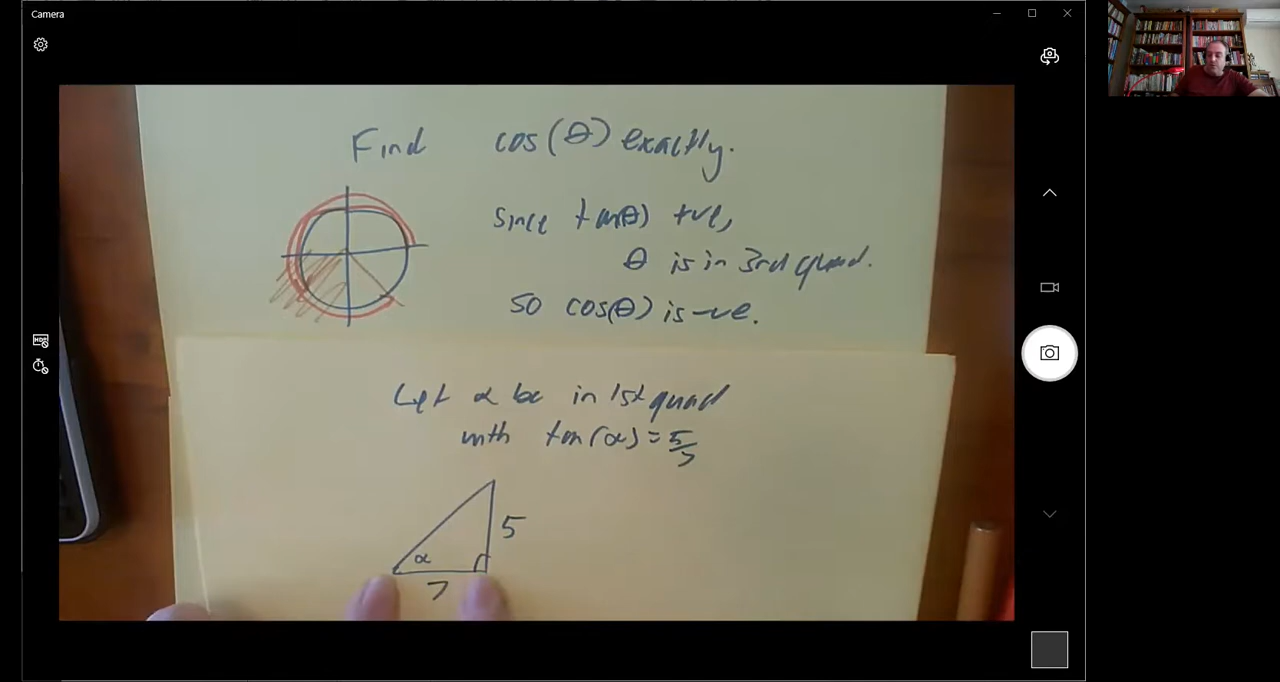 Camera
Find cos(θ) exactly.
since tan(θ) +ve,
θ is in 3rd quad.
so cos(θ) is -ve.
Let α be in 1st quad
with tan(α) = 5/7
5
α
7